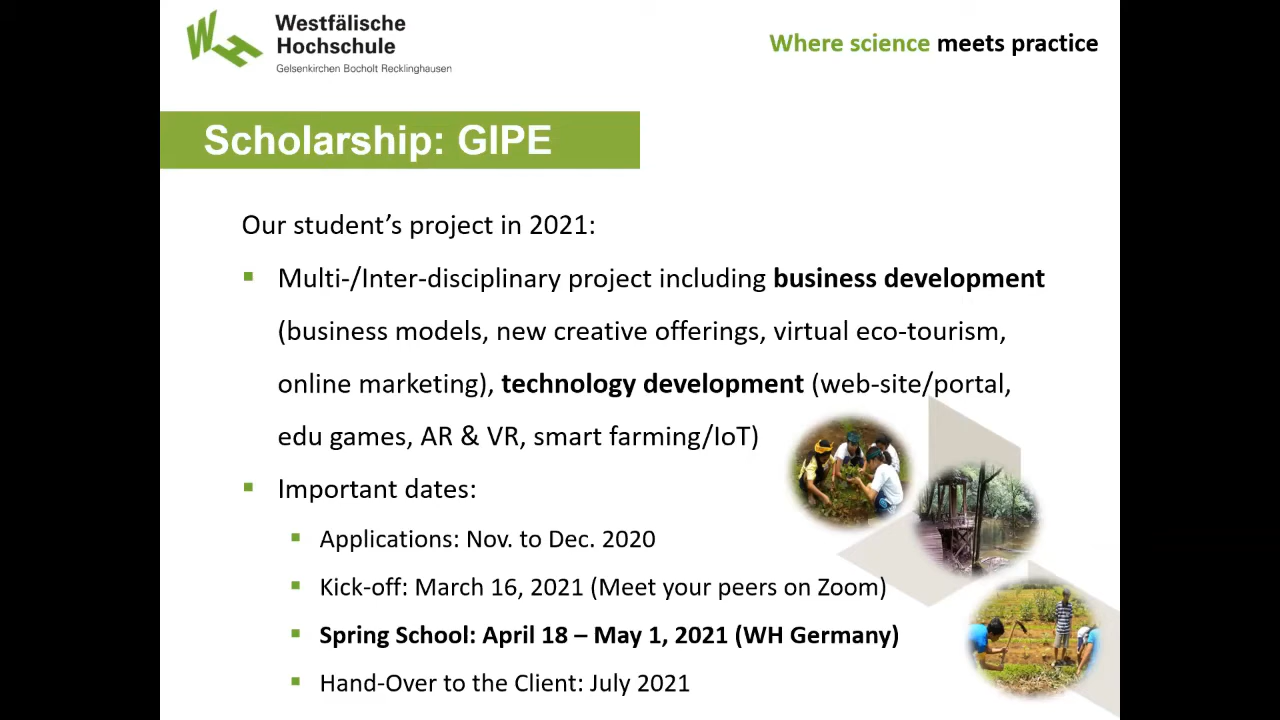 Westfälische
Hochschule
Gelsenkirchen Bocholt Recklinghausen
Where science meets practice
Scholarship: GIPE
Our student’s project in 2021:
Multi-/Inter-disciplinary project including business development
(business models, new creative offerings, virtual eco-tourism,
online marketing), technology development (web-site/portal,
edu games, AR & VR, smart farming/IoT)
Important dates:
Applications: Nov. to Dec. 2020
Kick-off: March 16, 2021 (Meet your peers on Zoom)
Spring School: April 18 – May 1, 2021 (WH Germany)
Hand-Over to the Client: July 2021